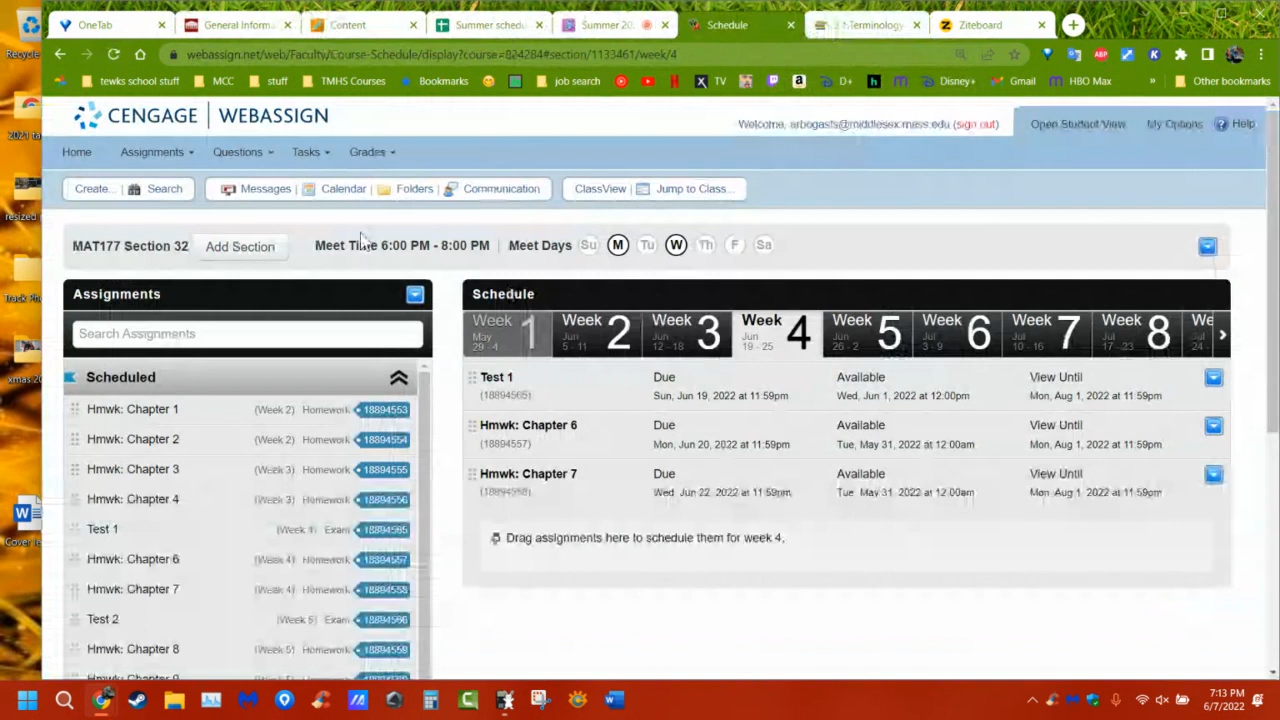 OneTab
General Inform
Content
Summer sched
Summer 20
Schedule
1-Terminology
Ziteboard
webassign.net/web/Faculty/Course-Schedule/display?course=824284#section/1133461/week/4
tewks school stuff
MCC
stuff
TMHS Courses
Bookmarks
job search
TV
D+
Disney+
Gmail
HBO Max
»
Other bookmarks
Recycle
2021 ta
resized
Track Ph
xmas 20
Cover le
CENGAGE | WEBASSIGN
Welcome, arbogasts@middlesex.mass.edu (sign out)
Open Student View
My Options
Help
Home
Assignments
Questions
Tasks
Grades
Create...
Search
Messages
Calendar
Folders
Communication
ClassView
Jump to Class...
MAT177 Section 32
Add Section
Meet Time 6:00 PM - 8:00 PM
Meet Days Su M Tu W Th F Sa
Assignments
Search Assignments
Scheduled
Hmwk: Chapter 1 (Week 2) Homework 18894553
Hmwk: Chapter 2 (Week 2) Homework 18894554
Hmwk: Chapter 3 (Week 3) Homework 18894555
Hmwk: Chapter 4 (Week 3) Homework 18894556
Test 1 (Week 4) Exam 18894565
Hmwk: Chapter 6 (Week 4) Homework 18894557
Hmwk: Chapter 7 (Week 4) Homework 18894558
Test 2 (Week 5) Exam 18894566
Hmwk: Chapter 8 (Week 5) Homework 18894559
Schedule
Week 1 May 29 - 4
Week 2 Jun 5 - 11
Week 3 Jun 12 - 18
Week 4 Jun 19 - 25
Week 5 Jun 26 - 2
Week 6 Jul 3 - 9
Week 7 Jul 10 - 16
Week 8 Jul 17 - 23
We Jul 24 -
Test 1 Due Available View Until
(18894565) Sun, Jun 19, 2022 at 11:59pm Wed, Jun 1, 2022 at 12:00pm Mon, Aug 1, 2022 at 11:59pm
Hmwk: Chapter 6 Due Available View Until
(18894557) Mon, Jun 20, 2022 at 11:59pm Tue, May 31, 2022 at 12:00am Mon, Aug 1, 2022 at 11:59pm
Hmwk: Chapter 7 Due Available View Until
(18894558) Wed, Jun 22, 2022 at 11:59pm Tue, May 31, 2022 at 12:00am Mon, Aug 1, 2022 at 11:59pm
Drag assignments here to schedule them for week 4.
7:13 PM
6/7/2022